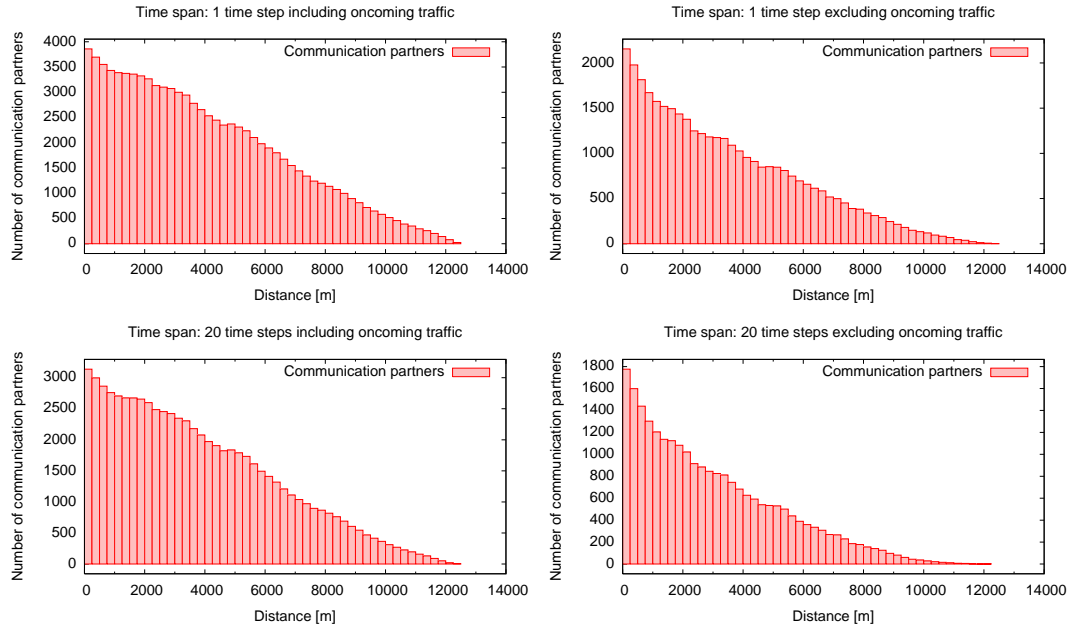 Time span: 1 time step including oncoming traffic
Number of communication partners
4000
3500
3000
2500
2000
1500
1000
500
0
Communication partners
0 2000 4000 6000 8000 10000 12000 14000
Distance [m]
Time span: 1 time step excluding oncoming traffic
Number of communication partners
2000
1500
1000
500
0
Communication partners
0 2000 4000 6000 8000 10000 12000 14000
Distance [m]
Time span: 20 time steps including oncoming traffic
Number of communication partners
3000
2500
2000
1500
1000
500
0
Communication partners
0 2000 4000 6000 8000 10000 12000 14000
Distance [m]
Time span: 20 time steps excluding oncoming traffic
Number of communication partners
1800
1600
1400
1200
1000
800
600
400
200
0
Communication partners
0 2000 4000 6000 8000 10000 12000 14000
Distance [m]